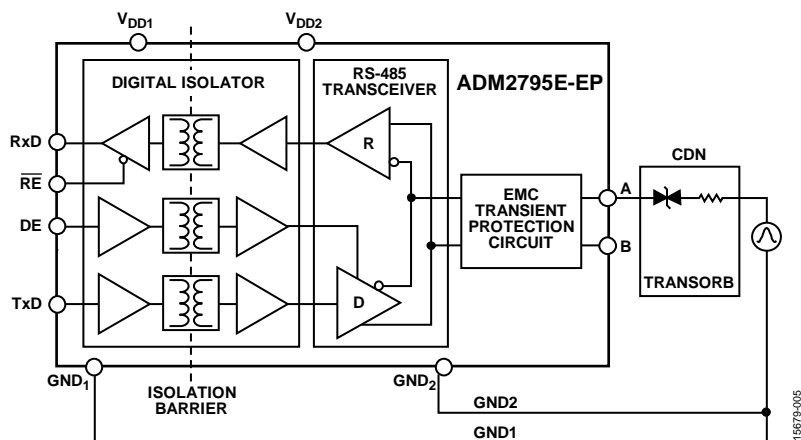 VDD1
VDD2
DIGITAL ISOLATOR
RS-485
TRANSCEIVER
ADM2795E-EP
RxD
R
RE
CDN
DE
EMC
TRANSIENT
PROTECTION
CIRCUIT
A
B
TRANSORB
TxD
D
GND1
GND2
ISOLATION
BARRIER
GND2
GND1
15679-005